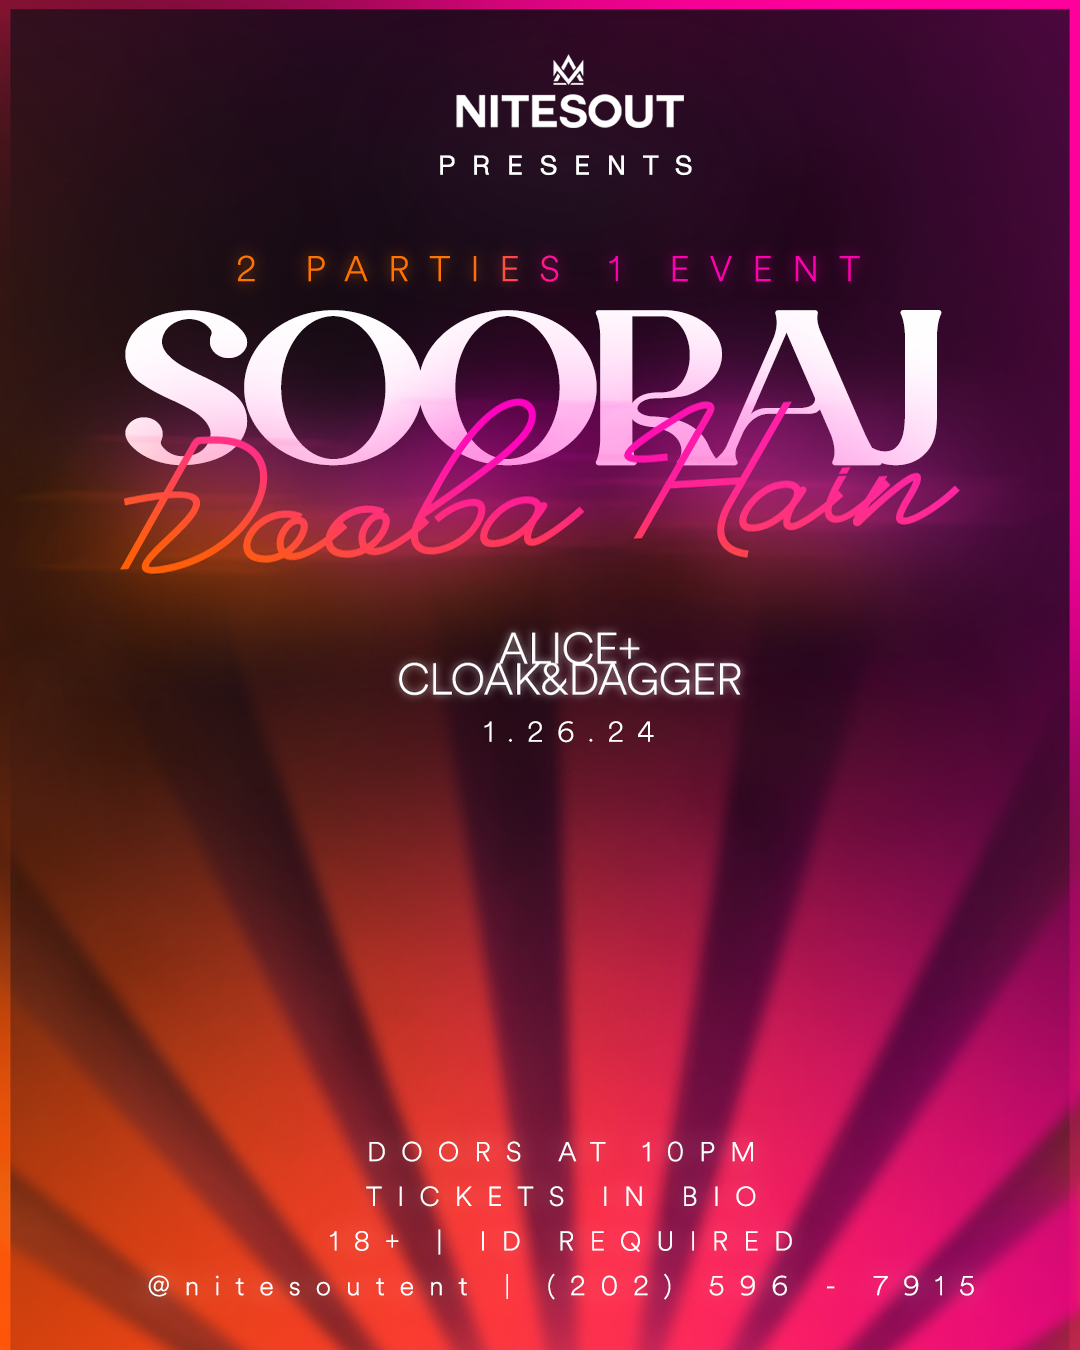 NITESOUT
PRESENTS
2 PARTIES 1 EVENT
SOORAJ
Dooba Hain
ALICE+
CLOAK&DAGGER
1.26.24
DOORS AT 10PM
TICKETS IN BIO
18+ | ID REQUIRED
@nitesoutent | (202) 596 - 7915